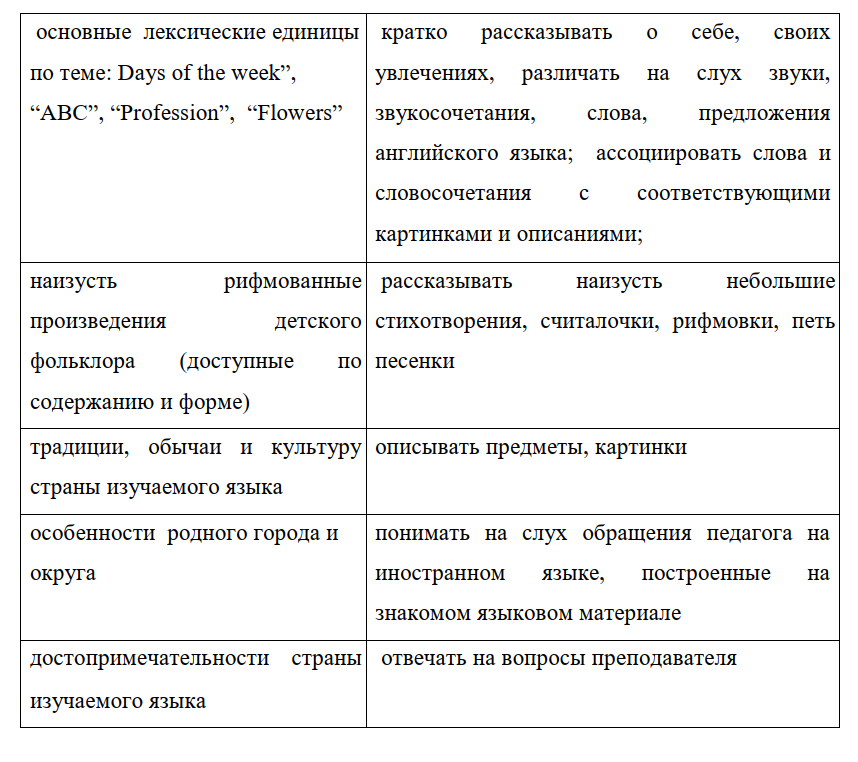 основные лексические единицы
по теме: Days of the week”,
“ABC”, “Profession”, “Flowers”
кратко рассказывать о себе, своих
увлечениях, различать на слух звуки,
звукосочетания, слова, предложения
английского языка; ассоциировать слова и
словосочетания с соответствующими
картинками и описаниями;
наизусть рифмованные
произведения детского
фольклора (доступные по
содержанию и форме)
рассказывать наизусть небольшие
стихотворения, считалочки, рифмовки, петь
песенки
традиции, обычаи и культуру
страны изучаемого языка
описывать предметы, картинки
особенности родного города и
округа
понимать на слух обращения педагога на
иностранном языке, построенные на
знакомом языковом материале
достопримечательности страны
изучаемого языка
отвечать на вопросы преподавателя